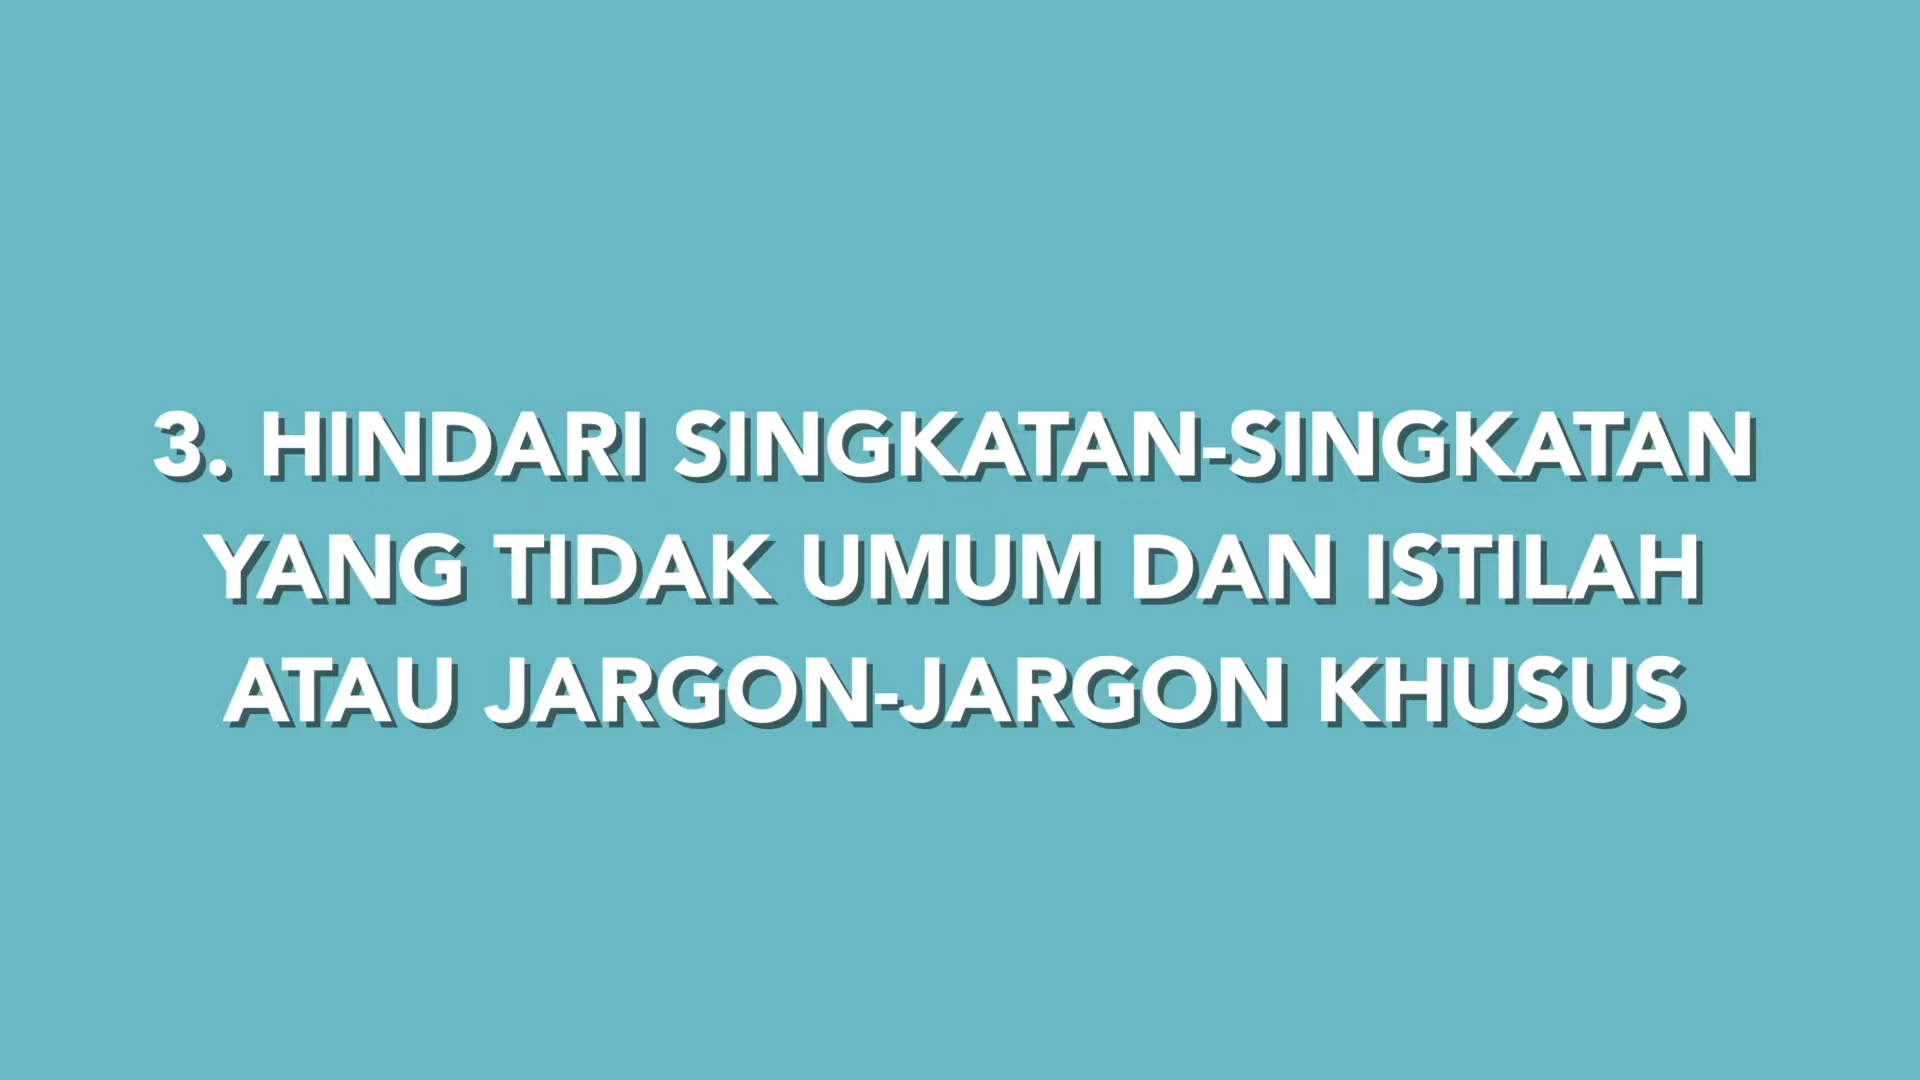 3. HINDARI SINGKATAN-SINGKATAN
YANG TIDAK UMUM DAN ISTILAH
ATAU JARGON-JARGON KHUSUS